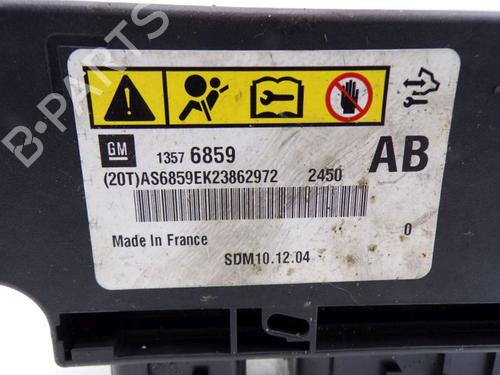 B-PARTS
GM 1357 6859 AB
(20T)AS6859EK23862972 2450
Made In France 0
SDM10.12.04